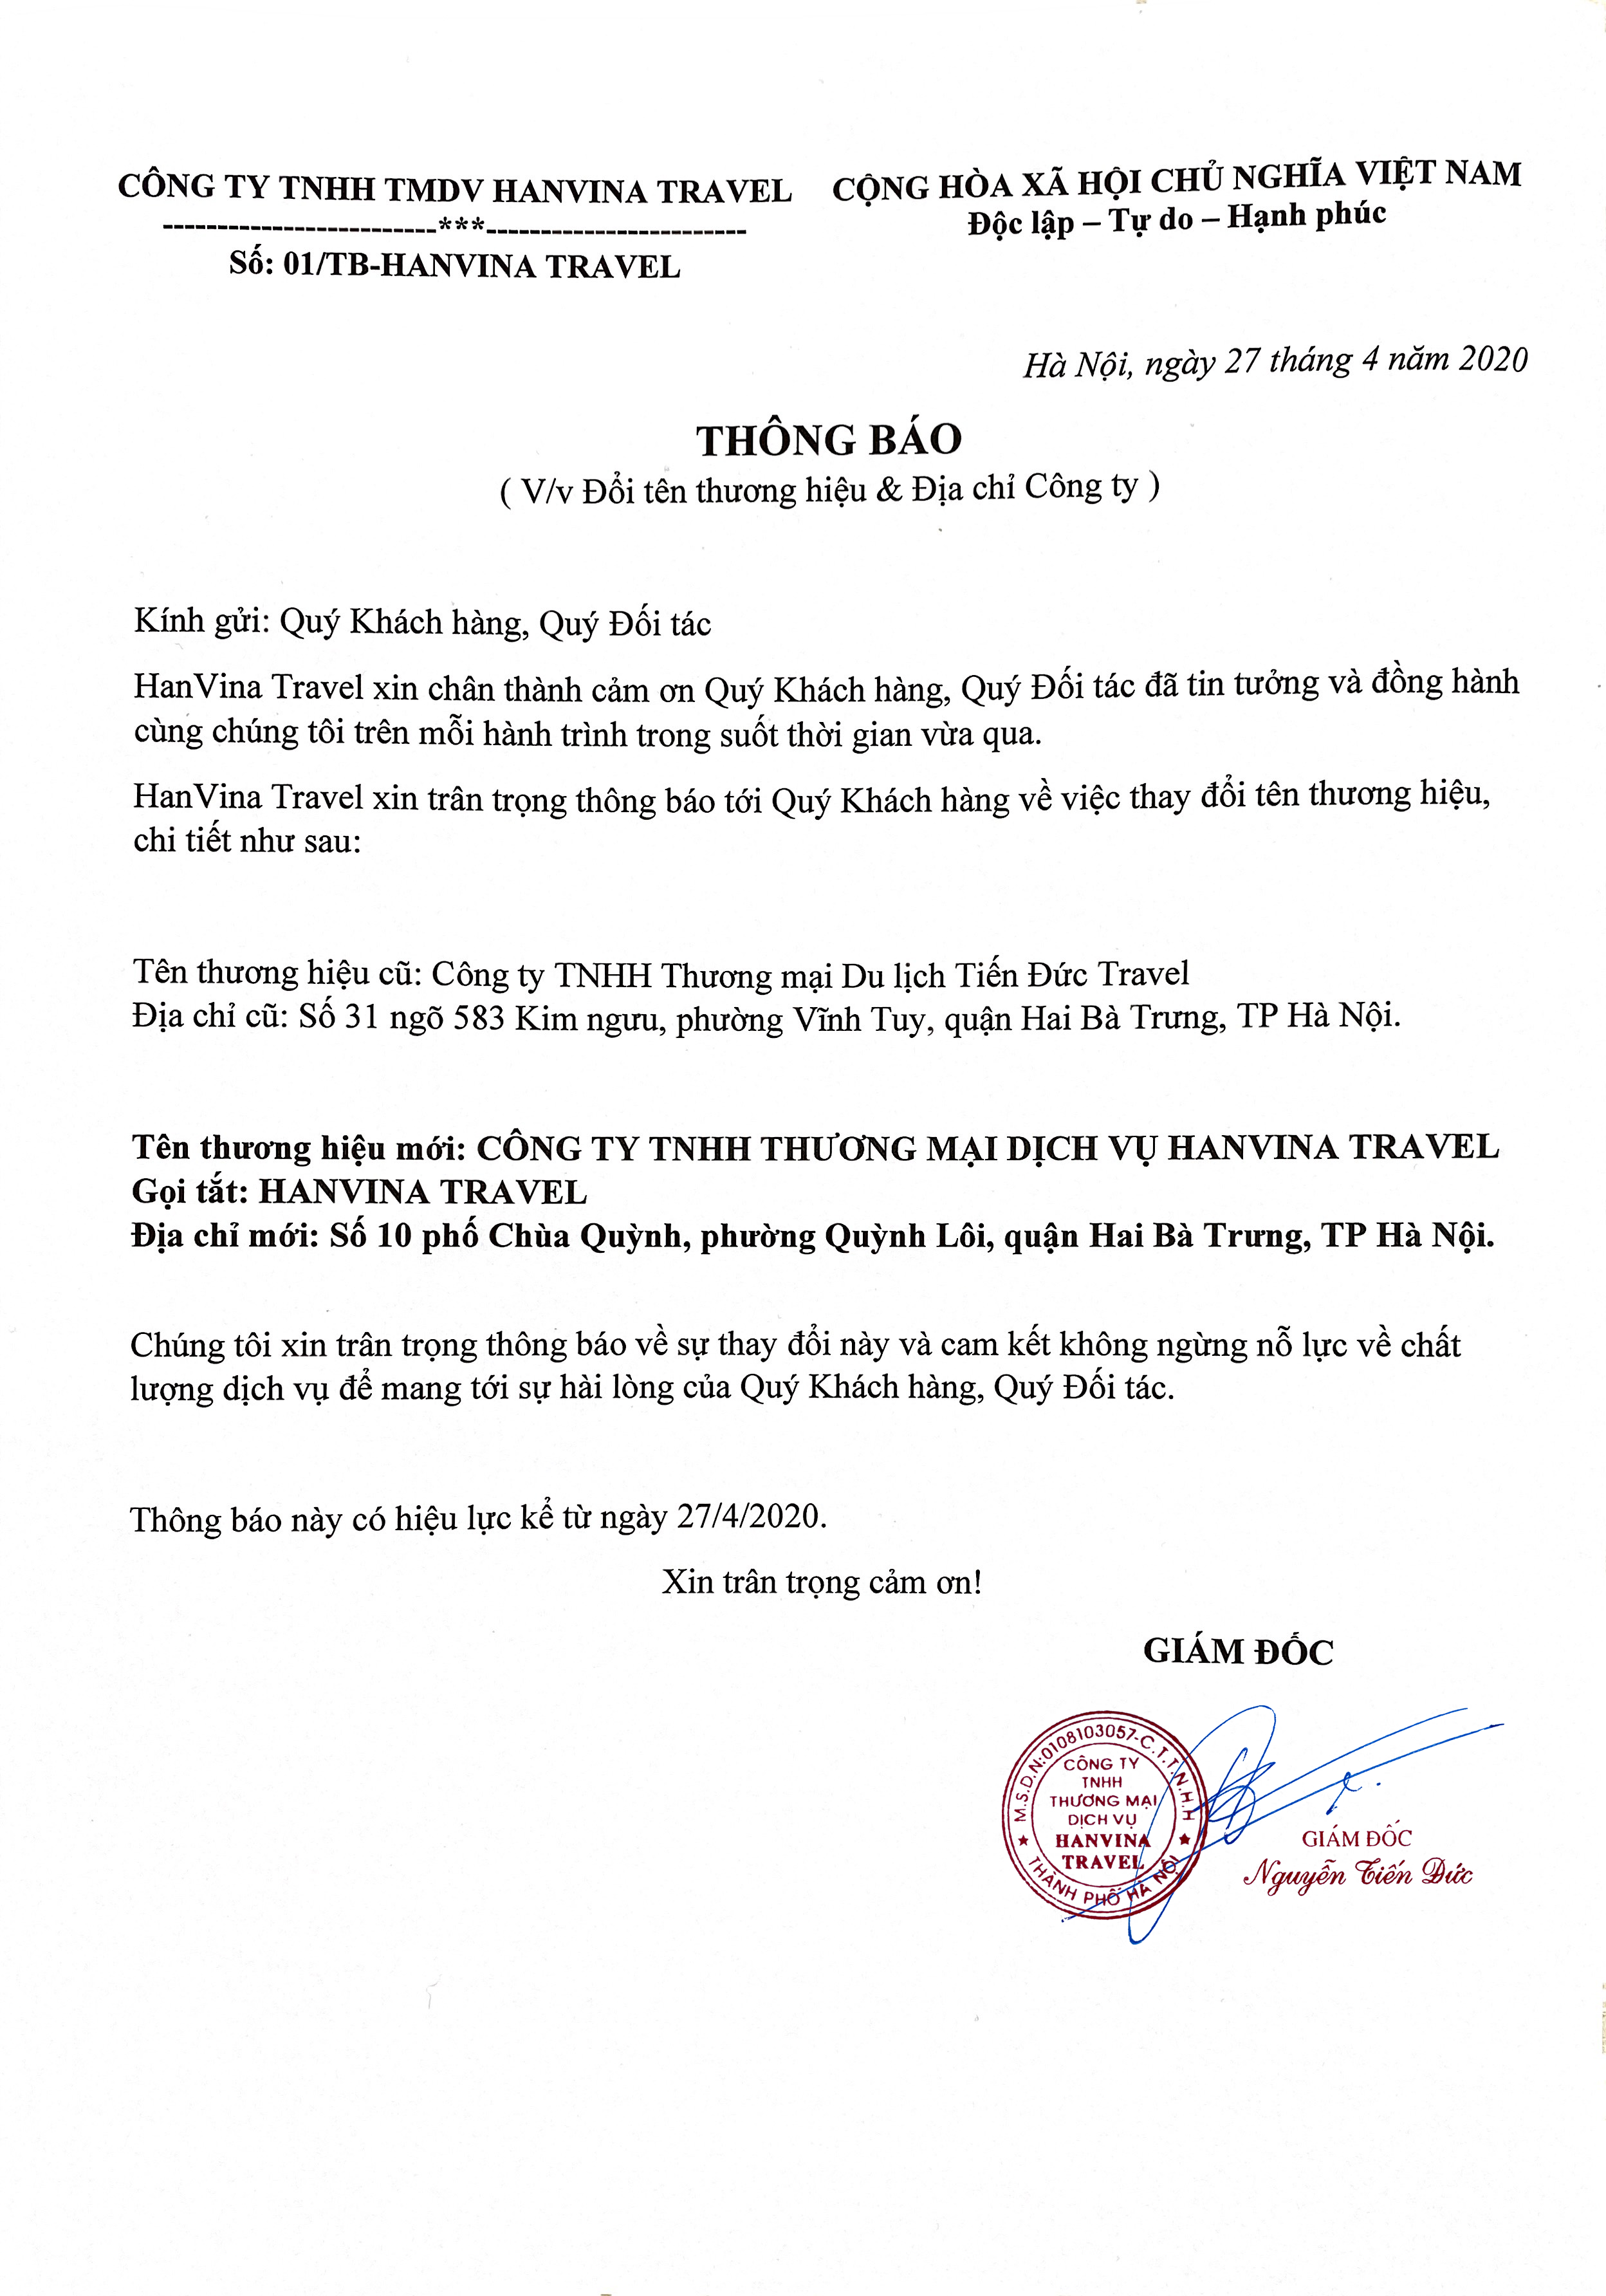 CÔNG TY TNHH TMDV HANVINA TRAVEL
-------------------------***------------------------
Số: 01/TB-HANVINA TRAVEL
CỘNG HÒA XÃ HỘI CHỦ NGHĨA VIỆT NAM
Độc lập – Tự do – Hạnh phúc
Hà Nội, ngày 27 tháng 4 năm 2020
THÔNG BÁO
( V/v Đổi tên thương hiệu & Địa chỉ Công ty )
Kính gửi: Quý Khách hàng, Quý Đối tác
HanVina Travel xin chân thành cảm ơn Quý Khách hàng, Quý Đối tác đã tin tưởng và đồng hành
cùng chúng tôi trên mỗi hành trình trong suốt thời gian vừa qua.
HanVina Travel xin trân trọng thông báo tới Quý Khách hàng về việc thay đổi tên thương hiệu,
chi tiết như sau:
Tên thương hiệu cũ: Công ty TNHH Thương mại Du lịch Tiến Đức Travel
Địa chỉ cũ: Số 31 ngõ 583 Kim ngưu, phường Vĩnh Tuy, quận Hai Bà Trưng, TP Hà Nội.
Tên thương hiệu mới: CÔNG TY TNHH THƯƠNG MẠI DỊCH VỤ HANVINA TRAVEL
Gọi tắt: HANVINA TRAVEL
Địa chỉ mới: Số 10 phố Chùa Quỳnh, phường Quỳnh Lôi, quận Hai Bà Trưng, TP Hà Nội.
Chúng tôi xin trân trọng thông báo về sự thay đổi này và cam kết không ngừng nỗ lực về chất
lượng dịch vụ để mang tới sự hài lòng của Quý Khách hàng, Quý Đối tác.
Thông báo này có hiệu lực kể từ ngày 27/4/2020.
Xin trân trọng cảm ơn!
GIÁM ĐỐC
M.S.D.N:0108103057-C.T.T.N.H.H
CÔNG TY
TNHH
THƯƠNG MẠI
DỊCH VỤ
HANVINA
TRAVEL
THÀNH PHỐ HÀ NỘI
GIÁM ĐỐC
Nguyễn Tiến Đức